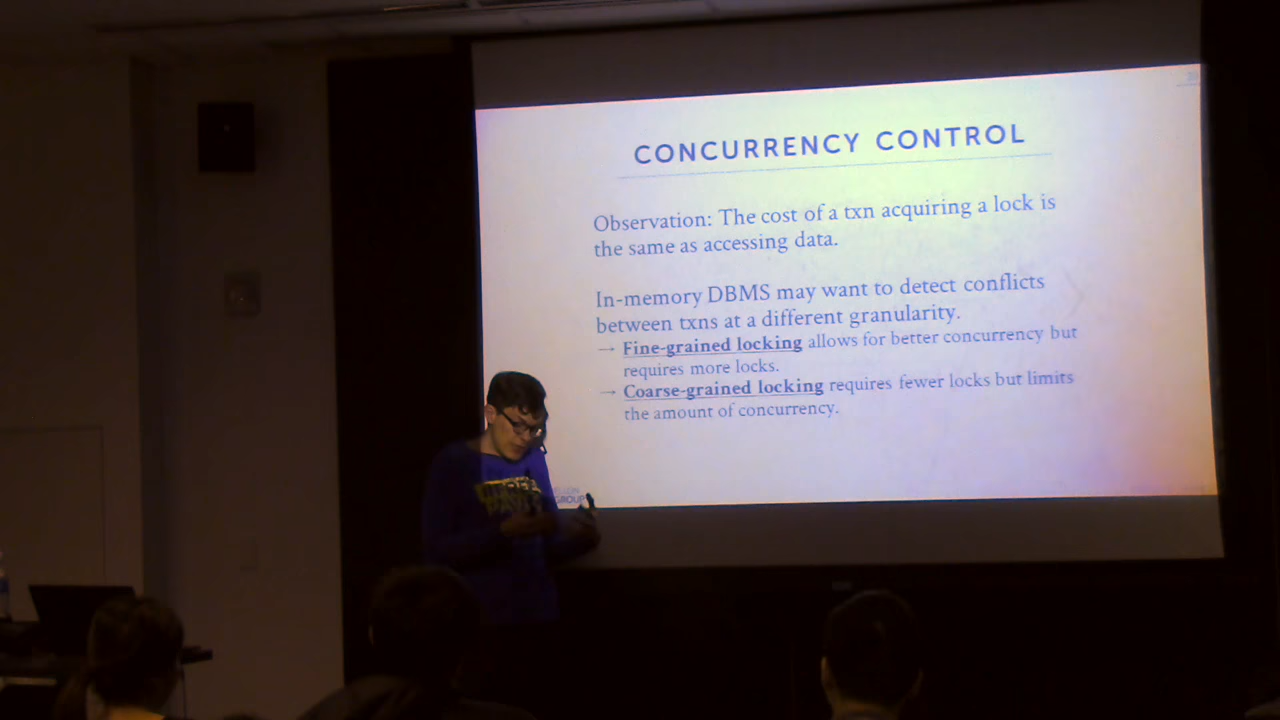 CONCURRENCY CONTROL
Observation: The cost of a txn acquiring a lock is
the same as accessing data.
In-memory DBMS may want to detect conflicts
between txns at a different granularity.
→ Fine-grained locking allows for better concurrency but
requires more locks.
→ Coarse-grained locking requires fewer locks but limits
the amount of concurrency.
GROUP